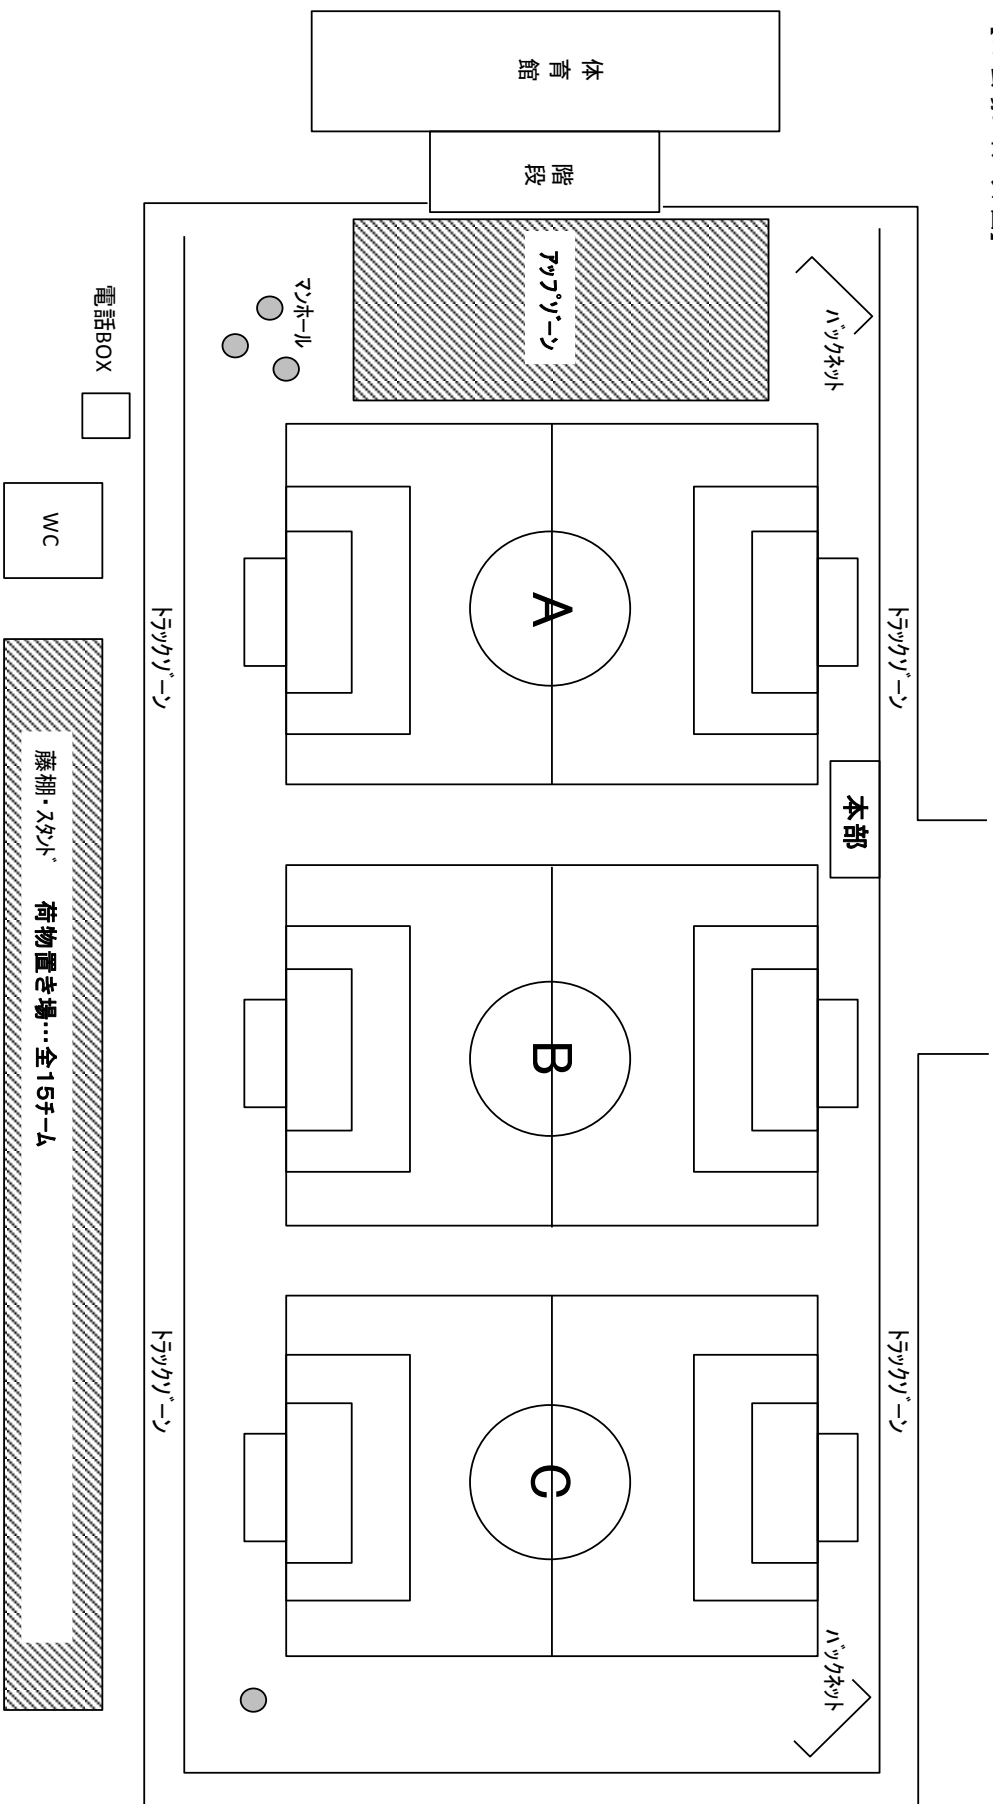 体育館
階段
アップゾーン
バックネット
マンホール
電話BOX
WC
A
トラックゾーン
トラックゾーン
本部
藤棚・スタンド 荷物置き場…全15チーム
B
C
トラックゾーン
トラックゾーン
バックネット